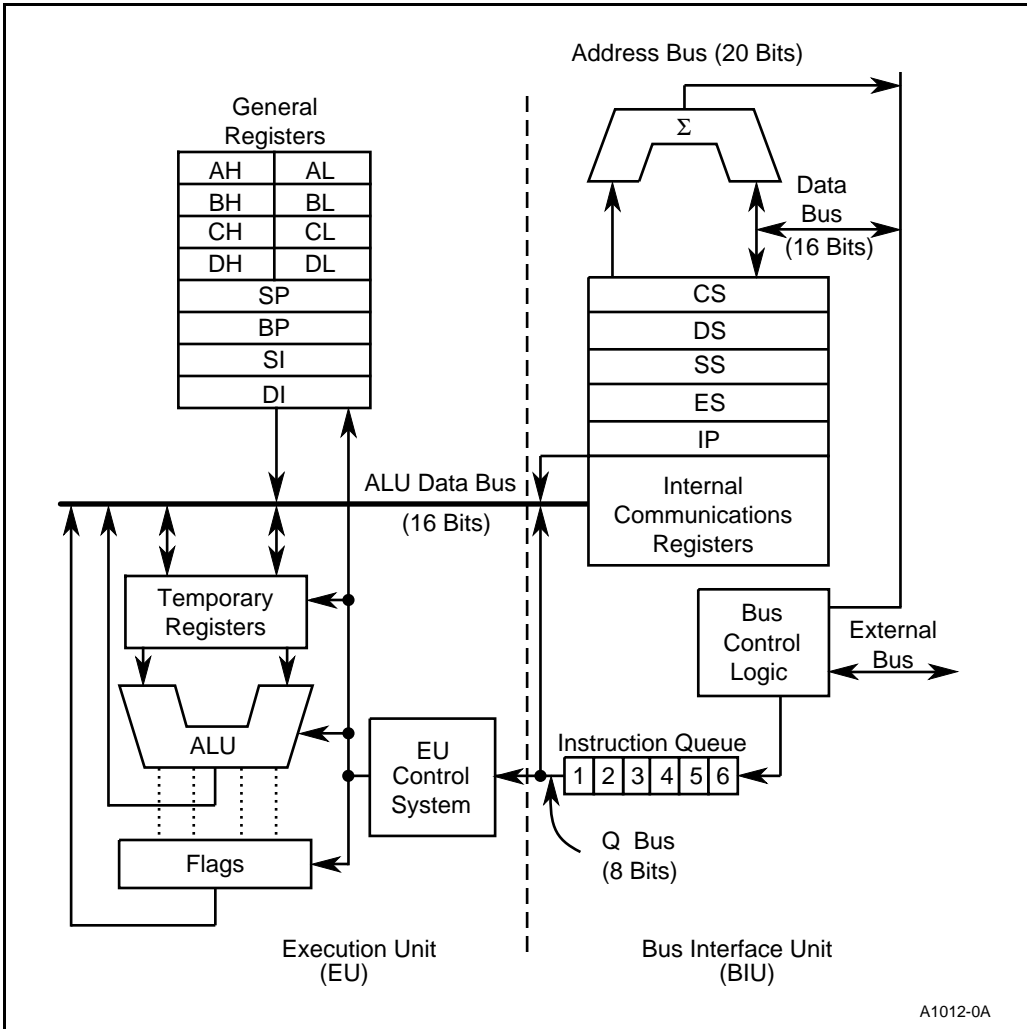 Address Bus (20 Bits)
General
Registers
AH AL
BH BL
CH CL
DH DL
SP
BP
SI
DI
Σ
Data
Bus
(16 Bits)
CS
DS
SS
ES
IP
Internal
Communications
Registers
ALU Data Bus
(16 Bits)
Temporary
Registers
ALU
Flags
EU
Control
System
Bus
Control
Logic
External
Bus
Instruction Queue
1 2 3 4 5 6
Q Bus
(8 Bits)
Execution Unit
(EU)
Bus Interface Unit
(BIU)
A1012-0A